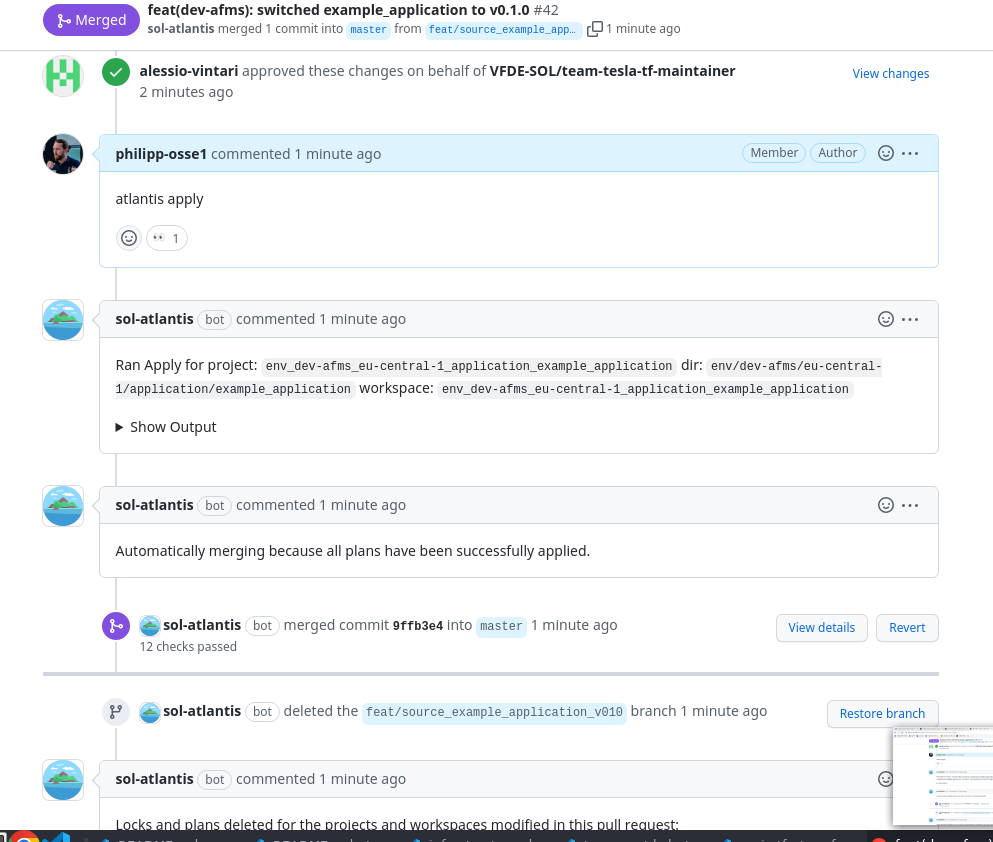 Merged
feat(dev-afms): switched example_application to v0.1.0 #42
sol-atlantis merged 1 commit into master from feat/source_example_app… 1 minute ago
alessio-vintari approved these changes on behalf of VFDE-SOL/team-tesla-tf-maintainer
View changes
2 minutes ago
philipp-osse1 commented 1 minute ago
Member Author
atlantis apply
1
sol-atlantis bot commented 1 minute ago
Ran Apply for project: env_dev-afms_eu-central-1_application_example_application dir: env/dev-afms/eu-central-
1/application/example_application workspace: env_dev-afms_eu-central-1_application_example_application
Show Output
sol-atlantis bot commented 1 minute ago
Automatically merging because all plans have been successfully applied.
sol-atlantis bot merged commit 9ffb3e4 into master 1 minute ago
View details Revert
12 checks passed
sol-atlantis bot deleted the feat/source_example_application_v010 branch 1 minute ago
Restore branch
sol-atlantis bot commented 1 minute ago
Locks and plans deleted for the projects and workspaces modified in this pull request: